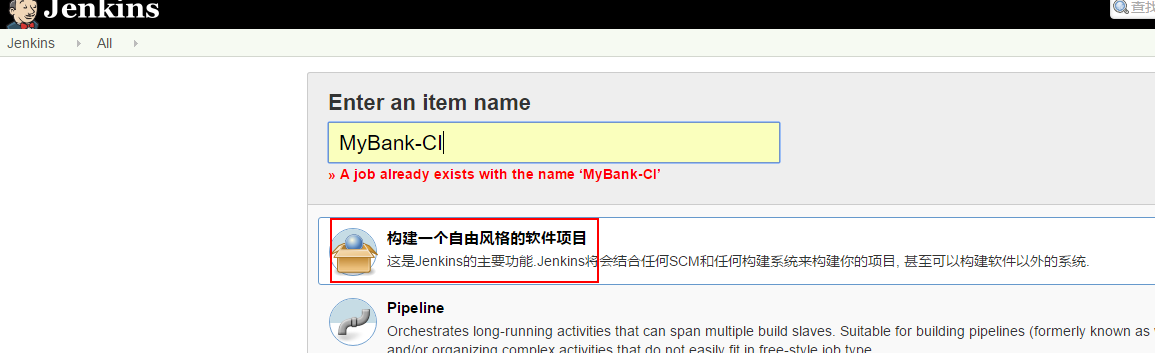 Jenkins
查找
Jenkins All
Enter an item name
MyBank-CI
» A job already exists with the name ‘MyBank-CI’
构建一个自由风格的软件项目
这是Jenkins的主要功能.Jenkins将会结合任何SCM和任何构建系统来构建你的项目, 甚至可以构建软件以外的系统.
Pipeline
Orchestrates long-running activities that can span multiple build slaves. Suitable for building pipelines (formerly known as
and/or organizing complex activities that do not easily fit in free-style job type.